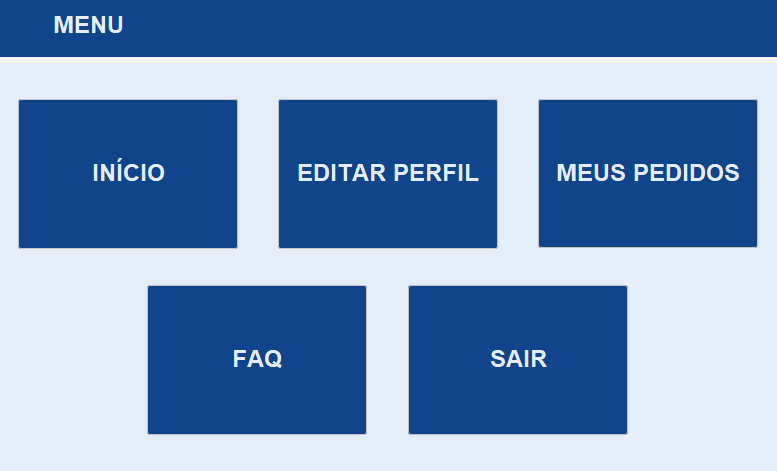 MENU
INÍCIO
EDITAR PERFIL
MEUS PEDIDOS
FAQ
SAIR